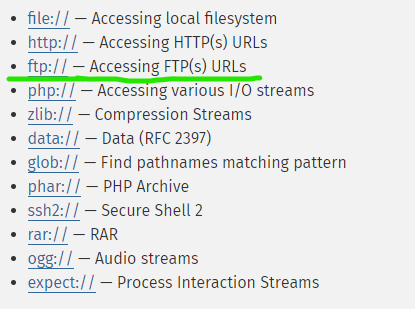 file:// — Accessing local filesystem
http:// — Accessing HTTP(s) URLs
ftp:// — Accessing FTP(s) URLs
php:// — Accessing various I/O streams
zlib:// — Compression Streams
data:// — Data (RFC 2397)
glob:// — Find pathnames matching pattern
phar:// — PHP Archive
ssh2:// — Secure Shell 2
rar:// — RAR
ogg:// — Audio streams
expect:// — Process Interaction Streams